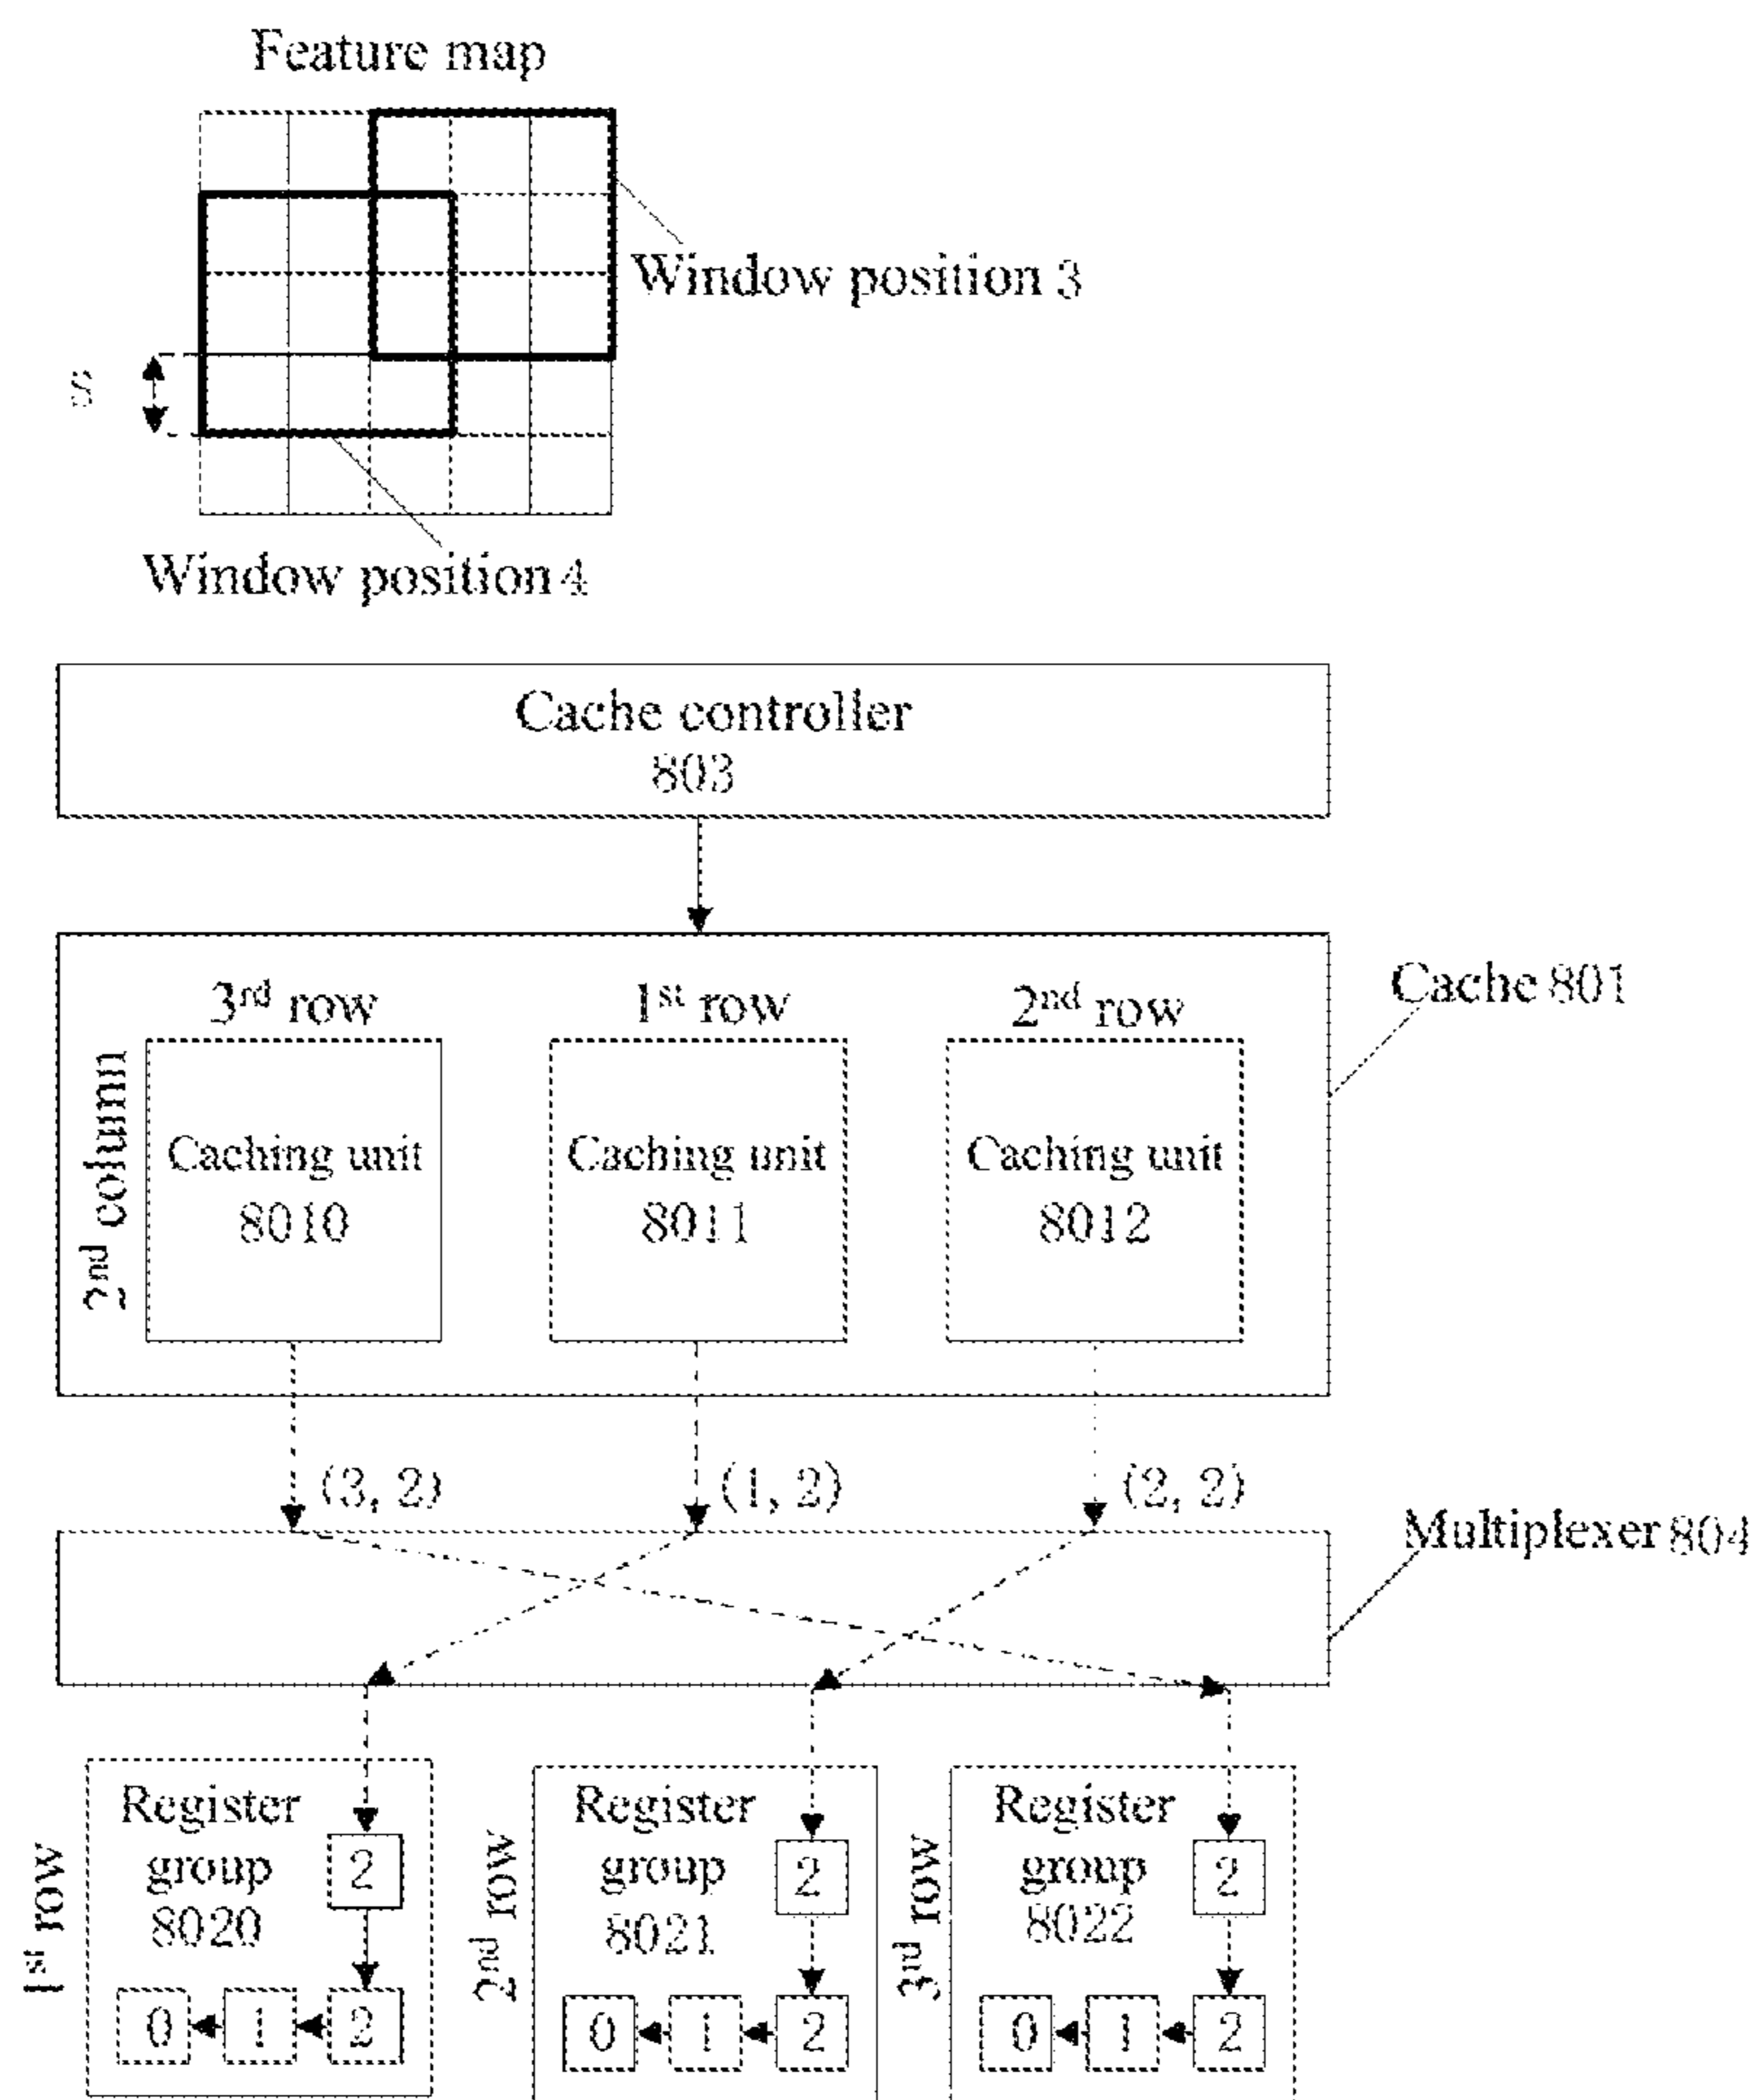 Feature map
Window position 3
S
Window position 4
Cache controller
803
Cache 801
3rd row
1st row
2nd row
2nd column
Caching unit
8010
Caching unit
8011
Caching unit
8012
(3, 2)
(1, 2)
(2, 2)
Multiplexer 804
1st row
Register
group
8020
2
0
1
2
2nd row
Register
group
8021
2
0
1
2
3rd row
Register
group
8022
2
0
1
2